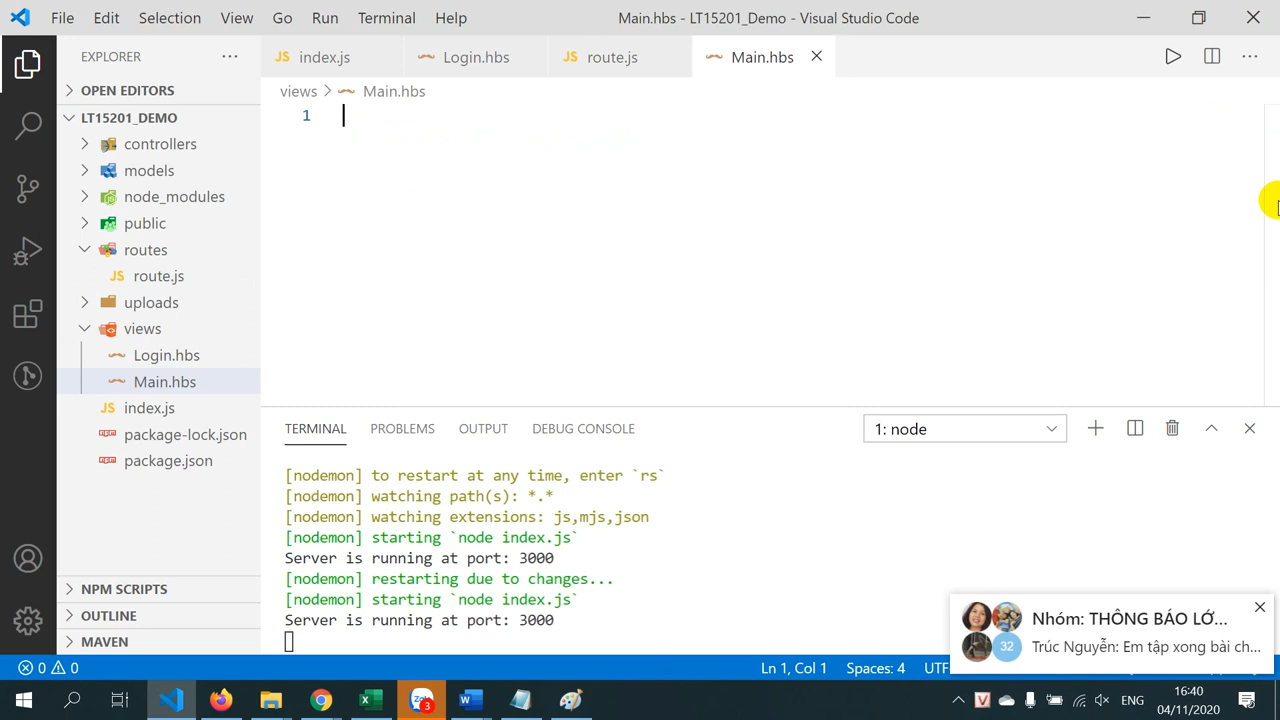 File Edit Selection View Go Run Terminal Help Main.hbs - LT15201_Demo - Visual Studio Code
EXPLORER
JS index.js Login.hbs JS route.js Main.hbs
OPEN EDITORS
views > Main.hbs
LT15201_DEMO
1
controllers
models
node_modules
public
routes
JS route.js
uploads
views
Login.hbs
Main.hbs
JS index.js
package-lock.json
package.json
NPM SCRIPTS
OUTLINE
MAVEN
TERMINAL PROBLEMS OUTPUT DEBUG CONSOLE 1: node
[nodemon] to restart at any time, enter `rs`
[nodemon] watching path(s): *.*
[nodemon] watching extensions: js,mjs,json
[nodemon] starting `node index.js`
Server is running at port: 3000
[nodemon] restarting due to changes...
[nodemon] starting `node index.js`
Server is running at port: 3000
Nhóm: THÔNG BÁO LỚ...
32 Trúc Nguyễn: Em tập xong bài ch...
0 0 Ln 1, Col 1 Spaces: 4 UTF
Zalo 3
ENG
16:40
04/11/2020